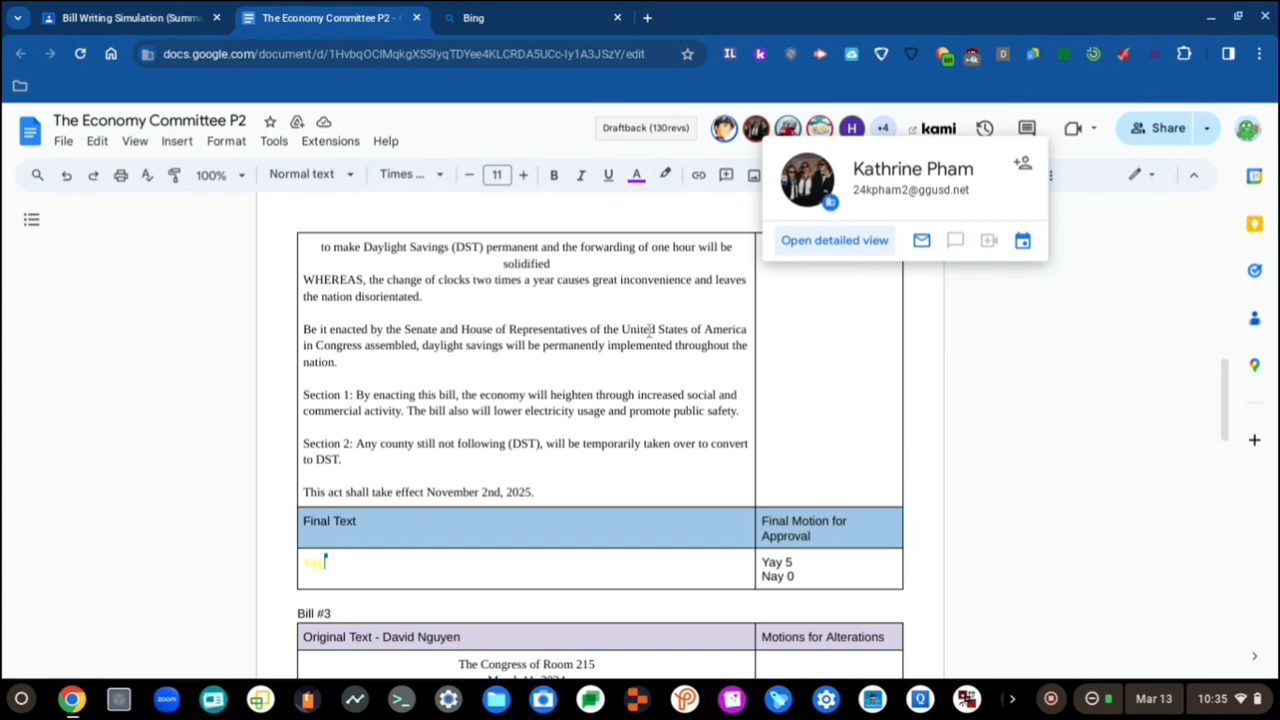 Bill Writing Simulation (Summ
The Economy Committee P2 -
Bing
docs.google.com/document/d/1HvbqOCIMqkgXS5IyqTDYee4KLCRDA5UCc-Iy1A3JSzY/edit
The Economy Committee P2
File Edit View Insert Format Tools Extensions Help
Draftback (130revs)
H
+4
kami
Share
100%
Normal text
Times ...
11
B I U A
Kathrine Pham
24kpham2@ggusd.net
Open detailed view
to make Daylight Savings (DST) permanent and the forwarding of one hour will be
solidified
WHEREAS, the change of clocks two times a year causes great inconvenience and leaves
the nation disorientated.
Be it enacted by the Senate and House of Representatives of the United States of America
in Congress assembled, daylight savings will be permanently implemented throughout the
nation.
Section 1: By enacting this bill, the economy will heighten through increased social and
commercial activity. The bill also will lower electricity usage and promote public safety.
Section 2: Any county still not following (DST), will be temporarily taken over to convert
to DST.
This act shall take effect November 2nd, 2025.
Final Text
Final Motion for
Approval
Yay
Yay 5
Nay 0
Bill #3
Original Text - David Nguyen
Motions for Alterations
The Congress of Room 215
March 11, 2024
zoom
Mar 13
10:35